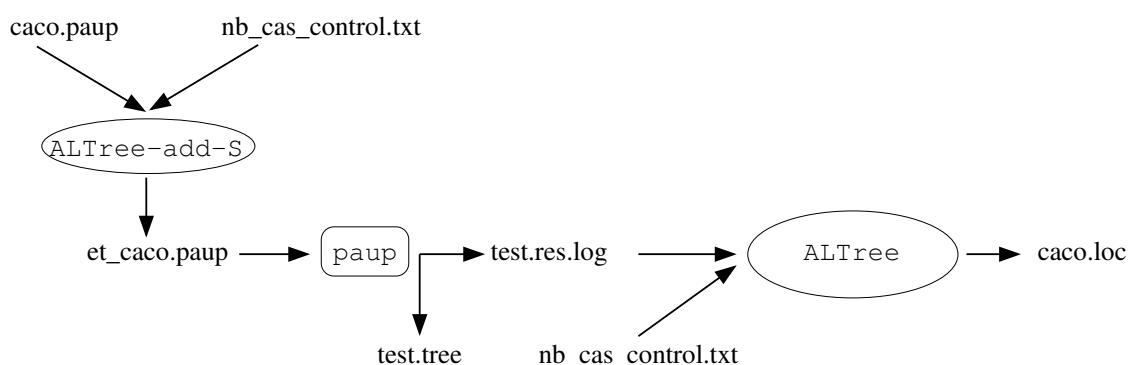 caco.paup nb_cas_control.txt
ALTree-add-S
et_caco.paup paup test.res.log ALTree caco.loc
test.tree nb cas control.txt